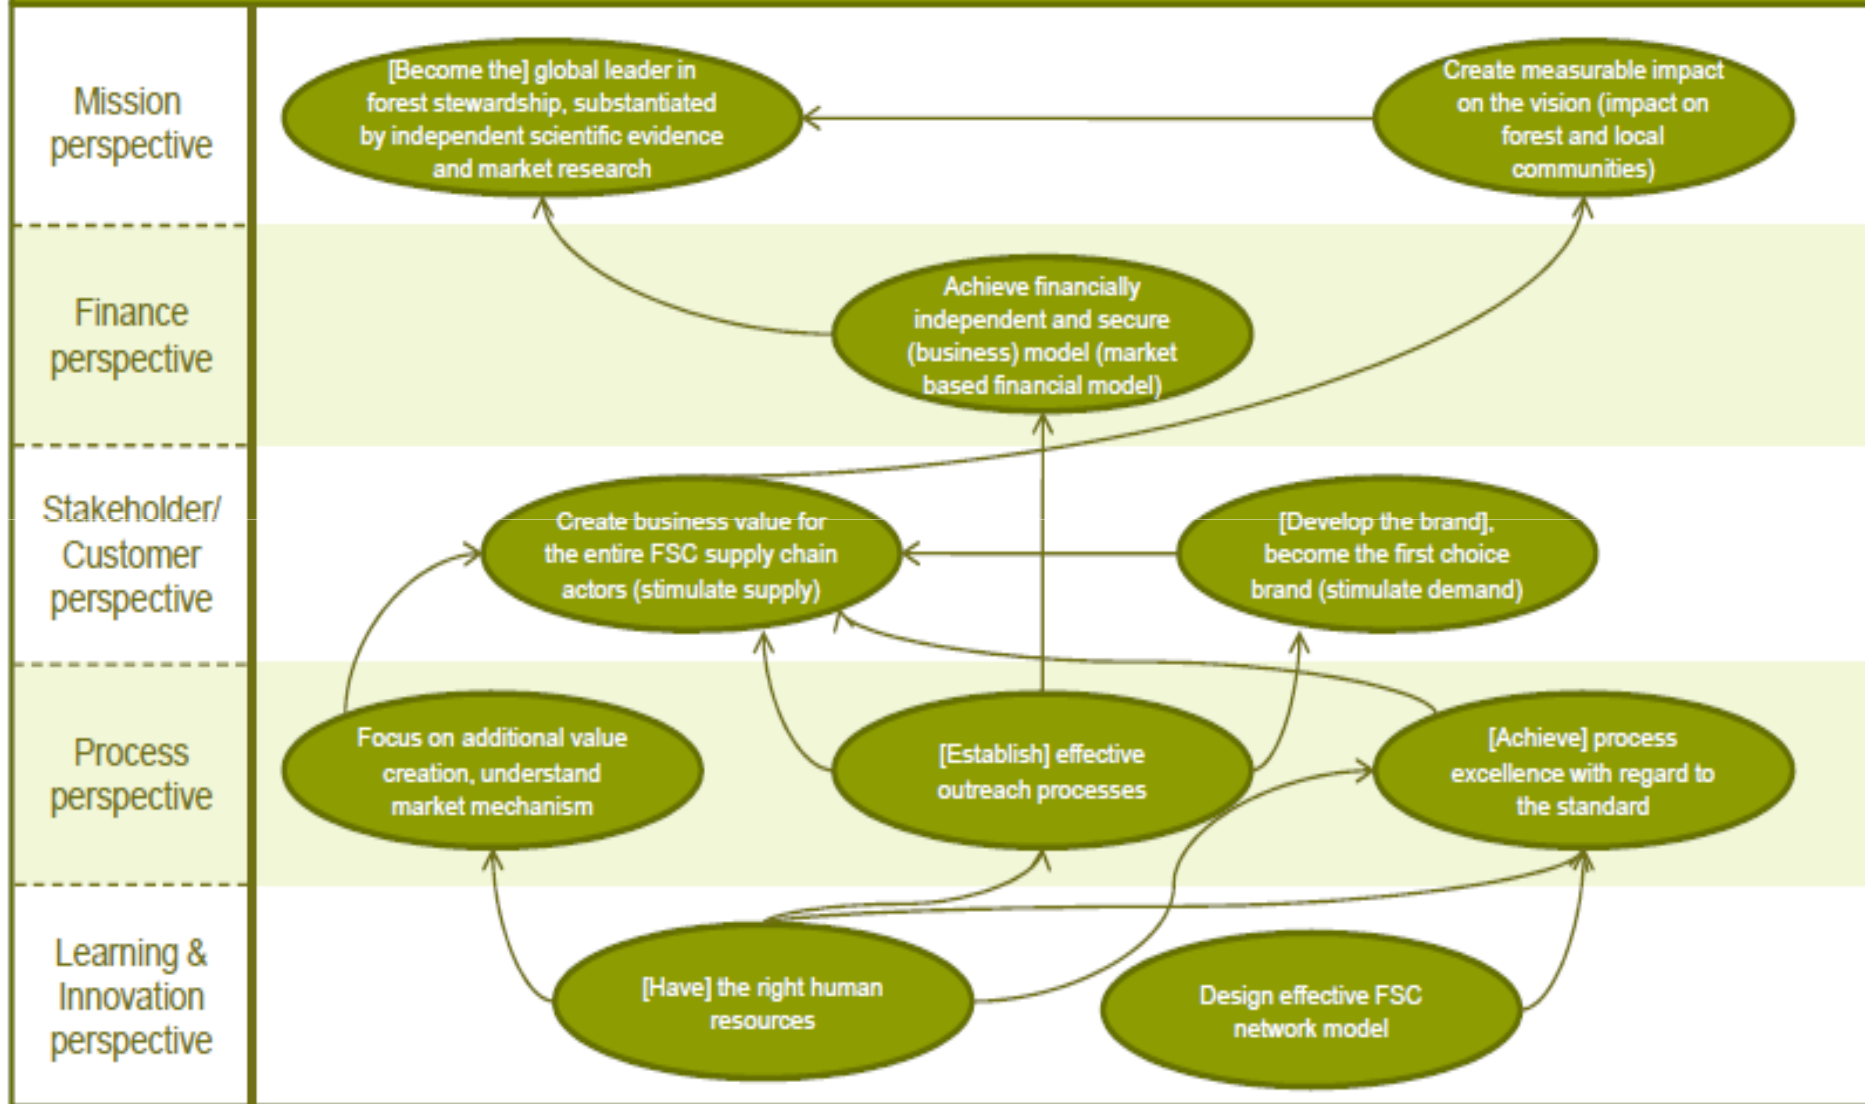 Mission
perspective
[Become the] global leader in
forest stewardship, substantiated
by independent scientific evidence
and market research
Create measurable impact
on the vision (impact on
forest and local
communities)
Finance
perspective
Achieve financially
independent and secure
(business) model (market
based financial model)
Stakeholder/
Customer
perspective
Create business value for
the entire FSC supply chain
actors (stimulate supply)
[Develop the brand],
become the first choice
brand (stimulate demand)
Process
perspective
Focus on additional value
creation, understand
market mechanism
[Establish] effective
outreach processes
[Achieve] process
excellence with regard to
the standard
Learning &
Innovation
perspective
[Have] the right human
resources
Design effective FSC
network model